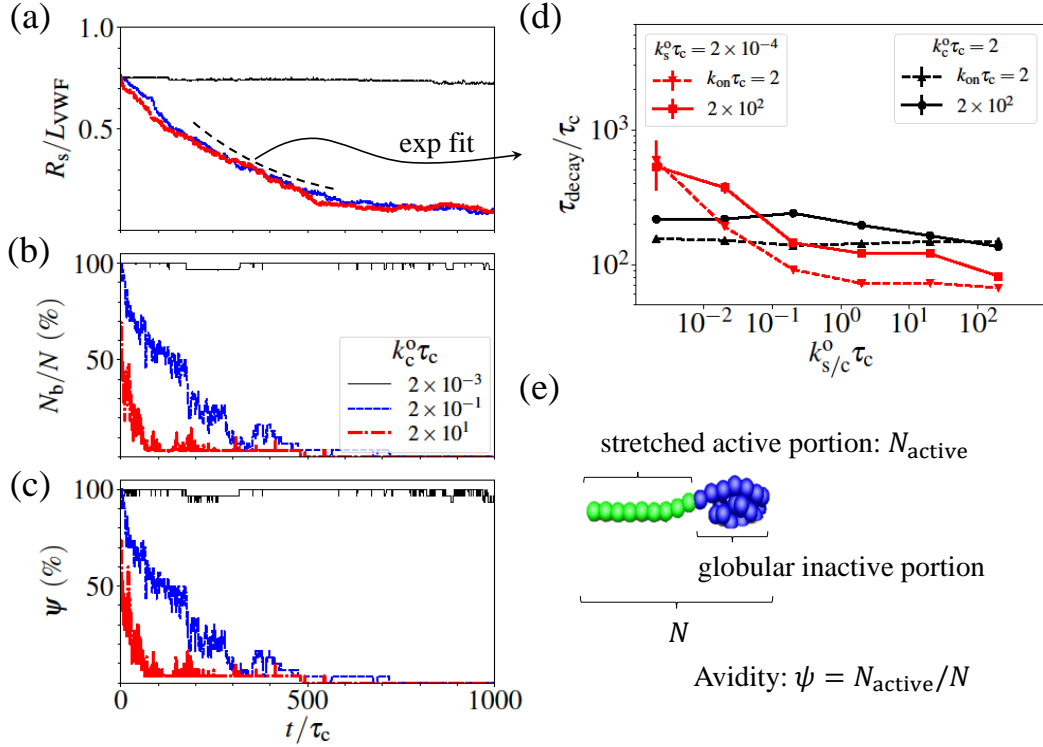 (a)
1.0
0.5
R_s/L_VWF
exp fit
(b)
100
50
N_b/N (%)
k_c^o τ_c
2 × 10^-3
2 × 10^-1
2 × 10^1
(c)
100
50
ψ (%)
0 500 1000
t/τ_c
(d)
k_s^o τ_c = 2 × 10^-4
k_on τ_c = 2
2 × 10^2
k_c^o τ_c = 2
k_on τ_c = 2
2 × 10^2
10^3
10^2
τ_decay/τ_c
10^-2 10^-1 10^0 10^1 10^2
k_s/c^o τ_c
(e)
stretched active portion: N_active
globular inactive portion
N
Avidity: ψ = N_active/N